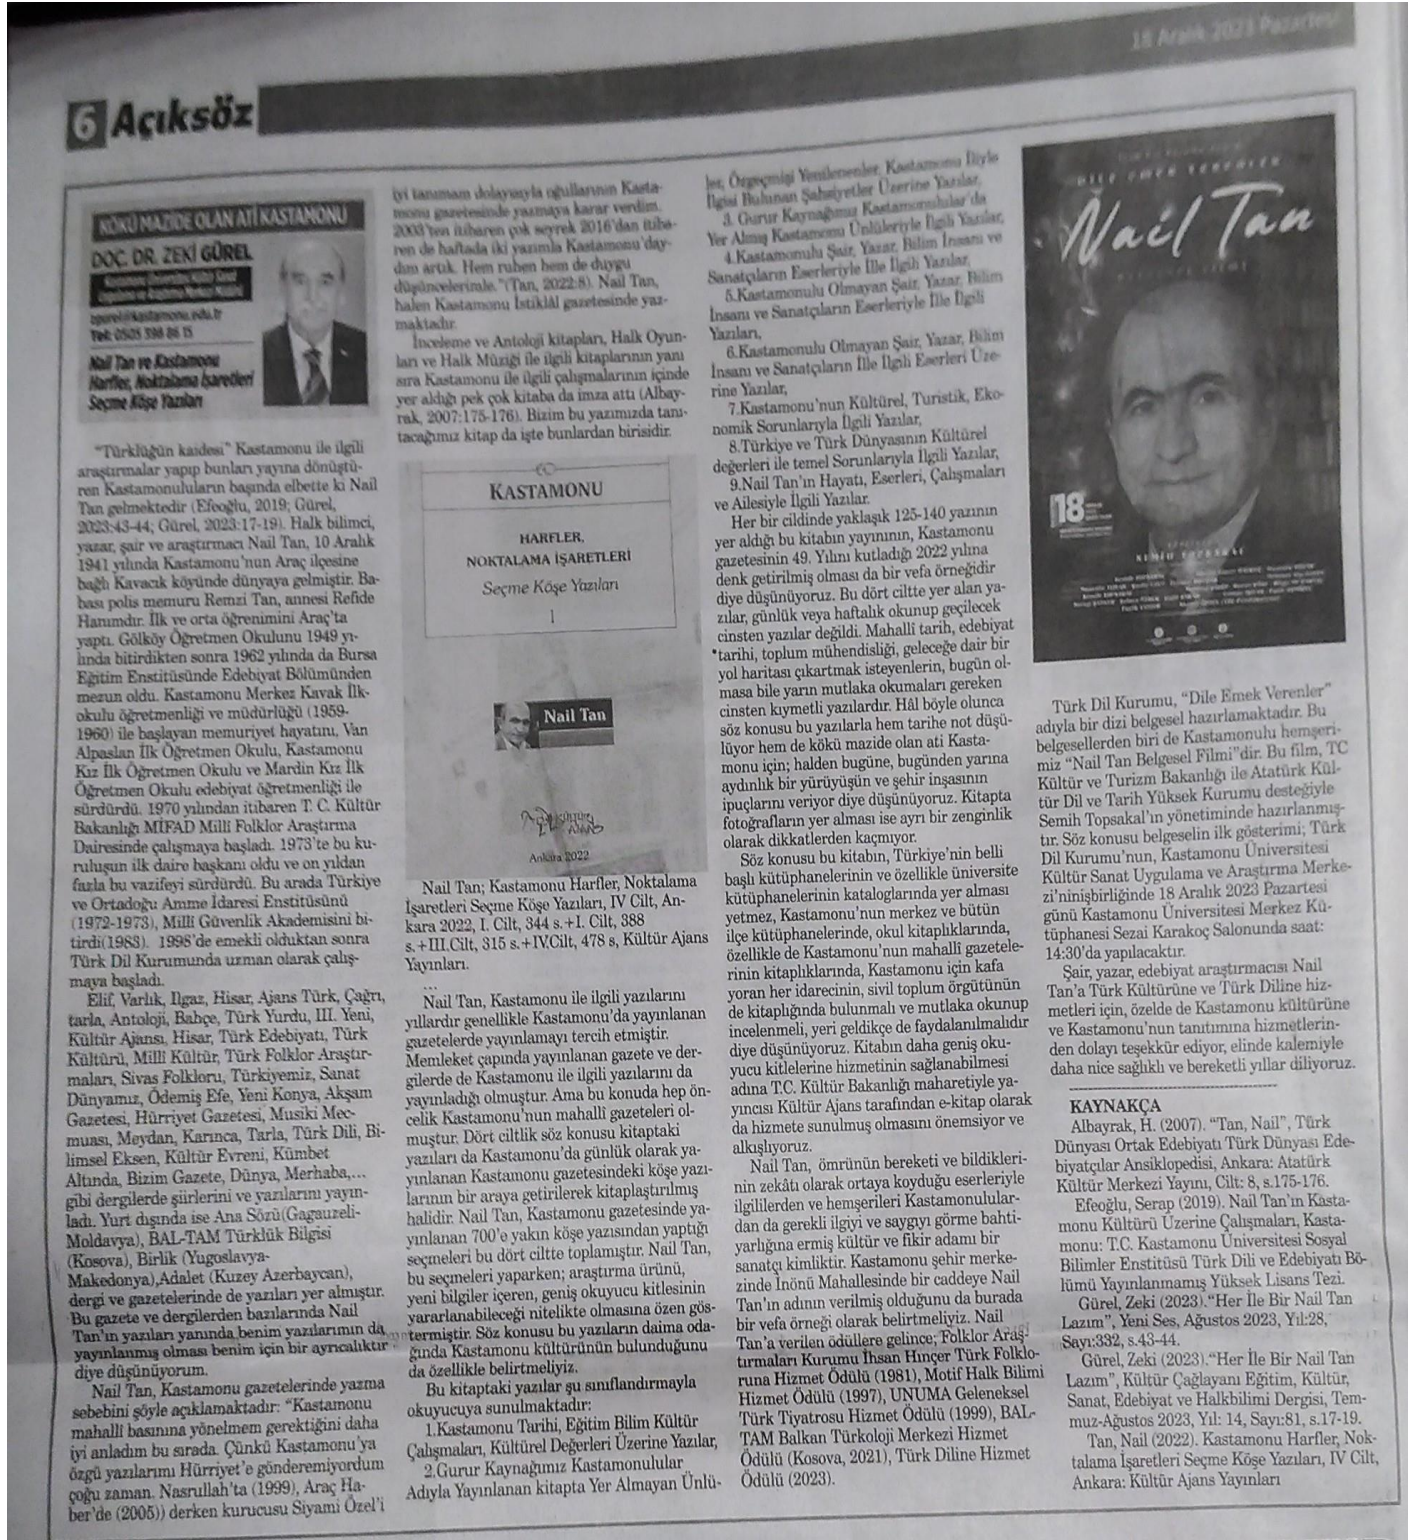 18 Aralık 2023 Pazartesi
6 Açıksöz
KÖKÜ MAZİDE OLAN ATİ KASTAMONU
DOÇ. DR. ZEKİ GÜREL
zgurel@kastamonu.edu.tr
Tel: 0505 398 86 15
Nail Tan ve Kastamonu
Harfler, Noktalama İşaretleri
Seçme Köşe Yazıları
“Türklüğün kaidesi” Kastamonu ile ilgili
araştırmalar yapıp bunları yayına dönüştü-
ren Kastamonuluların başında elbette ki Nail
Tan gelmektedir (Efeoğlu, 2019; Gürel,
2023:43-44; Gürel, 2023:17-19). Halk bilimci,
yazar, şair ve araştırmacı Nail Tan, 10 Aralık
1941 yılında Kastamonu’nun Araç ilçesine
bağlı Kavacık köyünde dünyaya gelmiştir. Ba-
bası polis memuru Remzi Tan, annesi Refide
Hanımdır. İlk ve orta öğrenimini Araç’ta
yaptı. Gölköy Öğretmen Okulunu 1949 yı-
lında bitirdikten sonra 1962 yılında da Bursa
Eğitim Enstitüsünde Edebiyat Bölümünden
mezun oldu. Kastamonu Merkez Kavak İlk-
okulu öğretmenliği ve müdürlüğü (1959-
1960) ile başlayan memuriyet hayatını, Van
Alpaslan İlk Öğretmen Okulu, Kastamonu
Kız İlk Öğretmen Okulu ve Mardin Kız İlk
Öğretmen Okulu edebiyat öğretmenliği ile
sürdürdü. 1970 yılından itibaren T. C. Kültür
Bakanlığı MİFAD Milli Folklor Araştırma
Dairesinde çalışmaya başladı. 1973’te bu ku-
ruluşun ilk daire başkanı oldu ve on yıldan
fazla bu vazifeyi sürdürdü. Bu arada Türkiye
ve Ortadoğu Amme İdaresi Enstitüsünü
(1972-1973), Milli Güvenlik Akademisini bi-
tirdi(1983). 1998’de emekli olduktan sonra
Türk Dil Kurumunda uzman olarak çalış-
maya başladı.
Elif, Varlık, Ilgaz, Hisar, Ajans Türk, Çağrı,
tarla, Antoloji, Bahçe, Türk Yurdu, III. Yeni,
Kültür Ajansı, Hisar, Türk Edebiyatı, Türk
Kültürü, Milli Kültür, Türk Folklor Araştır-
maları, Sivas Folkloru, Türkiyemiz, Sanat
Dünyamız, Ödemiş Efe, Yeni Konya, Akşam
Gazetesi, Hürriyet Gazetesi, Musiki Mec-
muası, Meydan, Karınca, Tarla, Türk Dili, Bi-
limsel Eksen, Kültür Evreni, Kümbet
Altında, Bizim Gazete, Dünya, Merhaba,...
gibi dergilerde şiirlerini ve yazılarını yayın-
ladı. Yurt dışında ise Ana Sözü(Gagauzeli-
Moldavya), BAL-TAM Türklük Bilgisi
(Kosova), Birlik (Yugoslavya-
Makedonya),Adalet (Kuzey Azerbaycan),
dergi ve gazetelerinde de yazıları yer almıştır.
Bu gazete ve dergilerden bazılarında Nail
Tan’ın yazıları yanında benim yazılarımın da
yayınlanmış olması benim için bir ayrıcalıktır
diye düşünüyorum.
Nail Tan, Kastamonu gazetelerinde yazma
sebebini şöyle açıklamaktadır: “Kastamonu
mahalli basınına yönelmem gerektiğini daha
iyi anladım bu sırada. Çünkü Kastamonu’ya
özgü yazılarımı Hürriyet’e gönderemiyordum
çoğu zaman. Nasrullah’ta (1999), Araç Ha-
ber’de (2005)) derken kurucusu Siyami Özel’i
iyi tanımam dolayısıyla oğullarının Kasta-
monu gazetesinde yazmaya karar verdim.
2003’ten itibaren çok seyrek 2016’dan itiba-
ren de haftada iki yazımla Kastamonu’day-
dım artık. Hem ruhen hem de duygu
düşüncelerimle.”(Tan, 2022:8). Nail Tan,
halen Kastamonu İstiklâl gazetesinde yaz-
maktadır.
İnceleme ve Antoloji kitapları, Halk Oyun-
ları ve Halk Müziği ile ilgili kitaplarının yanı
sıra Kastamonu ile ilgili çalışmalarının içinde
yer aldığı pek çok kitaba da imza attı (Albay-
rak, 2007:175-176). Bizim bu yazımızda tanı-
tacağımız kitap da işte bunlardan birisidir.
KASTAMONU
HARFLER,
NOKTALAMA İŞARETLERİ
Seçme Köşe Yazıları
I
Nail Tan
Ankara 2022
Nail Tan; Kastamonu Harfler, Noktalama
İşaretleri Seçme Köşe Yazıları, IV Cilt, An-
kara 2022, I. Cilt, 344 s.+I. Cilt, 388
s.+III.Cilt, 315 s.+IV.Cilt, 478 s, Kültür Ajans
Yayınları.
...
Nail Tan, Kastamonu ile ilgili yazılarını
yıllardır genellikle Kastamonu’da yayınlanan
gazetelerde yayınlamayı tercih etmiştir.
Memleket çapında yayınlanan gazete ve der-
gilerde de Kastamonu ile ilgili yazılarını da
yayınladığı olmuştur. Ama bu konuda hep ön-
celik Kastamonu’nun mahalli gazeteleri ol-
muştur. Dört ciltlik söz konusu kitaptaki
yazıları da Kastamonu’da günlük olarak ya-
yınlanan Kastamonu gazetesindeki köşe yazı-
larının bir araya getirilerek kitaplaştırılmış
halidir. Nail Tan, Kastamonu gazetesinde ya-
yınlanan 700’e yakın köşe yazısından yaptığı
seçmeleri bu dört ciltte toplamıştır. Nail Tan,
bu seçmeleri yaparken; araştırma ürünü,
yeni bilgiler içeren, geniş okuyucu kitlesinin
yararlanabileceği nitelikte olmasına özen gös-
termiştir. Söz konusu bu yazıların daima oda-
ğında Kastamonu kültürünün bulunduğunu
da özellikle belirtmeliyiz.
Bu kitaptaki yazılar şu sınıflandırmayla
okuyucuya sunulmaktadır:
1.Kastamonu Tarihi, Eğitim Bilim Kültür
Çalışmaları, Kültürel Değerleri Üzerine Yazılar,
2.Gurur Kaynağımız Kastamonulular
Adıyla Yayınlanan kitapta Yer Almayan Ünlü-
ler, Özgeçmişi Yenilenenler, Kastamonu İliyle
İlgisi Bulunan Şahsiyetler Üzerine Yazılar,
3. Gurur Kaynağımız Kastamonulular’da
Yer Almış Kastamonu Ünlüleriyle İlgili Yazılar,
4.Kastamonulu Şair, Yazar, Bilim İnsanı ve
Sanatçıların Eserleriyle İlle İlgili Yazılar,
5.Kastamonulu Olmayan Şair, Yazar, Bilim
İnsanı ve Sanatçıların Eserleriyle İlle İlgili
Yazıları,
6.Kastamonulu Olmayan Şair, Yazar, Bilim
İnsanı ve Sanatçıların İlle İlgili Eserleri Üze-
rine Yazılar,
7.Kastamonu’nun Kültürel, Turistik, Eko-
nomik Sorunlarıyla İlgili Yazılar,
8.Türkiye ve Türk Dünyasının Kültürel
değerleri ile temel Sorunlarıyla İlgili Yazılar,
9.Nail Tan’ın Hayatı, Eserleri, Çalışmaları
ve Ailesiyle İlgili Yazılar.
Her bir cildinde yaklaşık 125-140 yazının
yer aldığı bu kitabın yayınının, Kastamonu
gazetesinin 49. Yılını kutladığı 2022 yılına
denk getirilmiş olması da bir vefa örneğidir
diye düşünüyoruz. Bu dört ciltte yer alan ya-
zılar, günlük veya haftalık okunup geçilecek
cinsten yazılar değildi. Mahallî tarih, edebiyat
tarihi, toplum mühendisliği, geleceğe dair bir
yol haritası çıkartmak isteyenlerin, bugün ol-
masa bile yarın mutlaka okumaları gereken
cinsten kıymetli yazılardır. Hâl böyle olunca
söz konusu bu yazılarla hem tarihe not düşü-
lüyor hem de kökü mazide olan ati Kasta-
monu için; halden bugüne, bugünden yarına
aydınlık bir yürüyüşün ve şehir inşasının
ipuçlarını veriyor diye düşünüyoruz. Kitapta
fotoğrafların yer alması ise ayrı bir zenginlik
olarak dikkatlerden kaçmıyor.
Söz konusu bu kitabın, Türkiye’nin belli
başlı kütüphanelerinin ve özellikle üniversite
kütüphanelerinin kataloglarında yer alması
yetmez, Kastamonu’nun merkez ve bütün
ilçe kütüphanelerinde, okul kitaplıklarında,
özellikle de Kastamonu’nun mahallî gazetele-
rinin kitaplıklarında, Kastamonu için kafa
yoran her idarecinin, sivil toplum örgütünün
de kitaplığında bulunmalı ve mutlaka okunup
incelenmeli, yeri geldikçe de faydalanılmalıdır
diye düşünüyoruz. Kitabın daha geniş oku-
yucu kitlelerine hizmetinin sağlanabilmesi
adına T.C. Kültür Bakanlığı maharetiyle ya-
yıncısı Kültür Ajans tarafından e-kitap olarak
da hizmete sunulmuş olmasını önemsiyor ve
alkışlıyoruz.
Nail Tan, ömrünün bereketi ve bildikleri-
nin zekâtı olarak ortaya koyduğu eserleriyle
ilgililerden ve hemşerileri Kastamonulular-
dan da gerekli ilgiyi ve saygıyı görme bahti-
yarlığına ermiş kültür ve fikir adamı bir
sanatçı kimliktir. Kastamonu şehir merke-
zinde İnönü Mahallesinde bir caddeye Nail
Tan’ın adının verilmiş olduğunu da burada
bir vefa örneği olarak belirtmeliyiz. Nail
Tan’a verilen ödüllere gelince; Folklor Araş-
tırmaları Kurumu İhsan Hınçer Türk Folklo-
runa Hizmet Ödülü (1981), Motif Halk Bilimi
Hizmet Ödülü (1997), UNUMA Geleneksel
Türk Tiyatrosu Hizmet Ödülü (1999), BAL-
TAM Balkan Türkoloji Merkezi Hizmet
Ödülü (Kosova, 2021), Türk Diline Hizmet
Ödülü (2023).
DİLE EMEK VERENLER
Nail Tan
BELGESEL FİLMİ
18
SEMİH TOPSAKAL
Türk Dil Kurumu, “Dile Emek Verenler”
adıyla bir dizi belgesel hazırlamaktadır. Bu
belgesellerden biri de Kastamonulu hemşeri-
miz “Nail Tan Belgesel Filmi”dir. Bu film, TC
Kültür ve Turizm Bakanlığı ile Atatürk Kül-
tür Dil ve Tarih Yüksek Kurumu desteğiyle
Semih Topsakal’ın yönetiminde hazırlanmış-
tır. Söz konusu belgeselin ilk gösterimi; Türk
Dil Kurumu’nun, Kastamonu Üniversitesi
Kültür Sanat Uygulama ve Araştırma Merke-
zi’ninişbirliğinde 18 Aralık 2023 Pazartesi
günü Kastamonu Üniversitesi Merkez Kü-
tüphanesi Sezai Karakoç Salonunda saat:
14:30’da yapılacaktır.
Şair, yazar, edebiyat araştırmacısı Nail
Tan’a Türk Kültürüne ve Türk Diline hiz-
metleri için, özelde de Kastamonu kültürüne
ve Kastamonu’nun tanıtımına hizmetlerin-
den dolayı teşekkür ediyor, elinde kalemiyle
daha nice sağlıklı ve bereketli yıllar diliyoruz.
KAYNAKÇA
Albayrak, H. (2007). “Tan, Nail”, Türk
Dünyası Ortak Edebiyatı Türk Dünyası Ede-
biyatçılar Ansiklopedisi, Ankara: Atatürk
Kültür Merkezi Yayını, Cilt: 8, s.175-176.
Efeoğlu, Serap (2019). Nail Tan’ın Kasta-
monu Kültürü Üzerine Çalışmaları, Kasta-
monu: T.C. Kastamonu Üniversitesi Sosyal
Bilimler Enstitüsü Türk Dili ve Edebiyatı Bö-
lümü Yayınlanmamış Yüksek Lisans Tezi.
Gürel, Zeki (2023).“Her İle Bir Nail Tan
Lazım”, Yeni Ses, Ağustos 2023, Yıl:28,
Sayı:332, s.43-44.
Gürel, Zeki (2023).“Her İle Bir Nail Tan
Lazım”, Kültür Çağlayanı Eğitim, Kültür,
Sanat, Edebiyat ve Halkbilimi Dergisi, Tem-
muz-Ağustos 2023, Yıl: 14, Sayı:81, s.17-19.
Tan, Nail (2022). Kastamonu Harfler, Nok-
talama İşaretleri Seçme Köşe Yazıları, IV Cilt,
Ankara: Kültür Ajans Yayınları